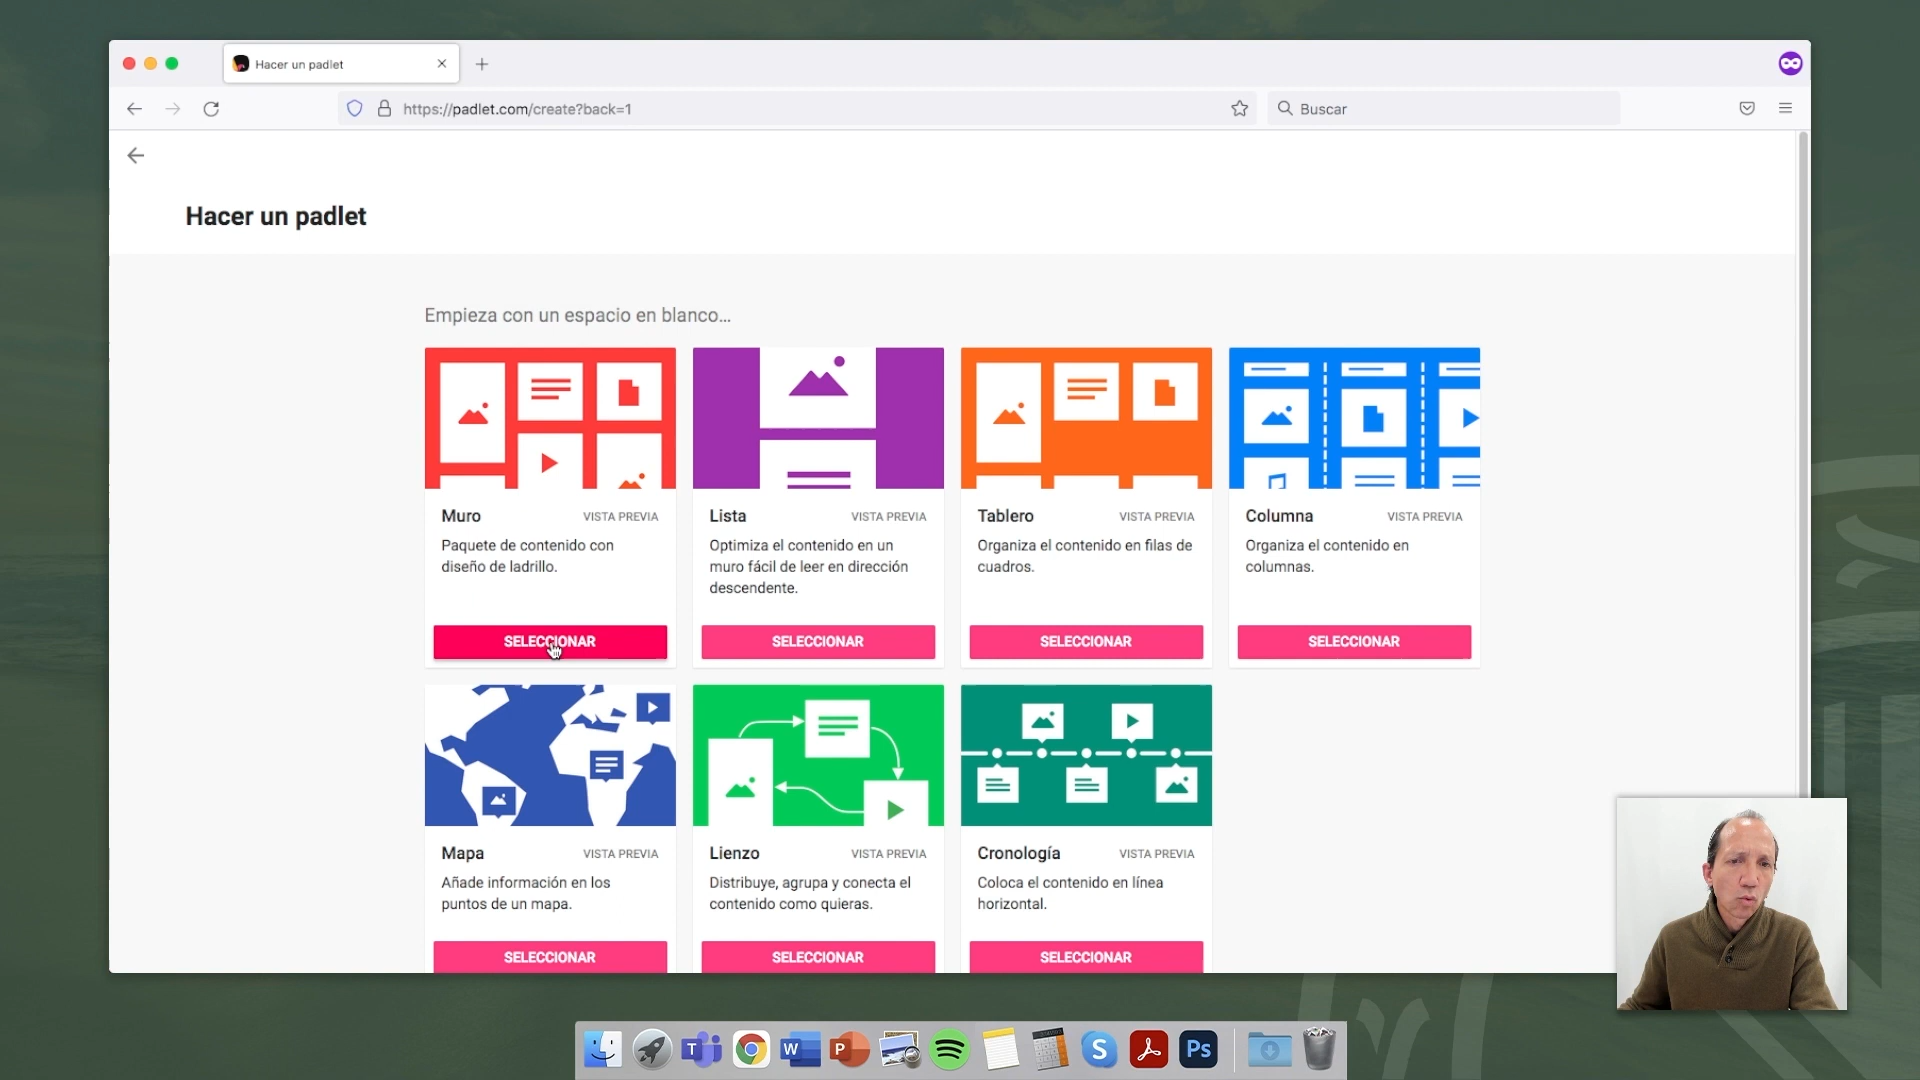 Hacer un padlet
https://padlet.com/create?back=1
Buscar
Hacer un padlet
Empieza con un espacio en blanco...
Muro
VISTA PREVIA
Paquete de contenido con
diseño de ladrillo.
SELECCIONAR
Lista
VISTA PREVIA
Optimiza el contenido en un
muro fácil de leer en dirección
descendente.
SELECCIONAR
Tablero
VISTA PREVIA
Organiza el contenido en filas de
cuadros.
SELECCIONAR
Columna
VISTA PREVIA
Organiza el contenido en
columnas.
SELECCIONAR
Mapa
VISTA PREVIA
Añade información en los
puntos de un mapa.
SELECCIONAR
Lienzo
VISTA PREVIA
Distribuye, agrupa y conecta el
contenido como quieras.
SELECCIONAR
Cronología
VISTA PREVIA
Coloca el contenido en línea
horizontal.
SELECCIONAR
T
W
P
S
Ps